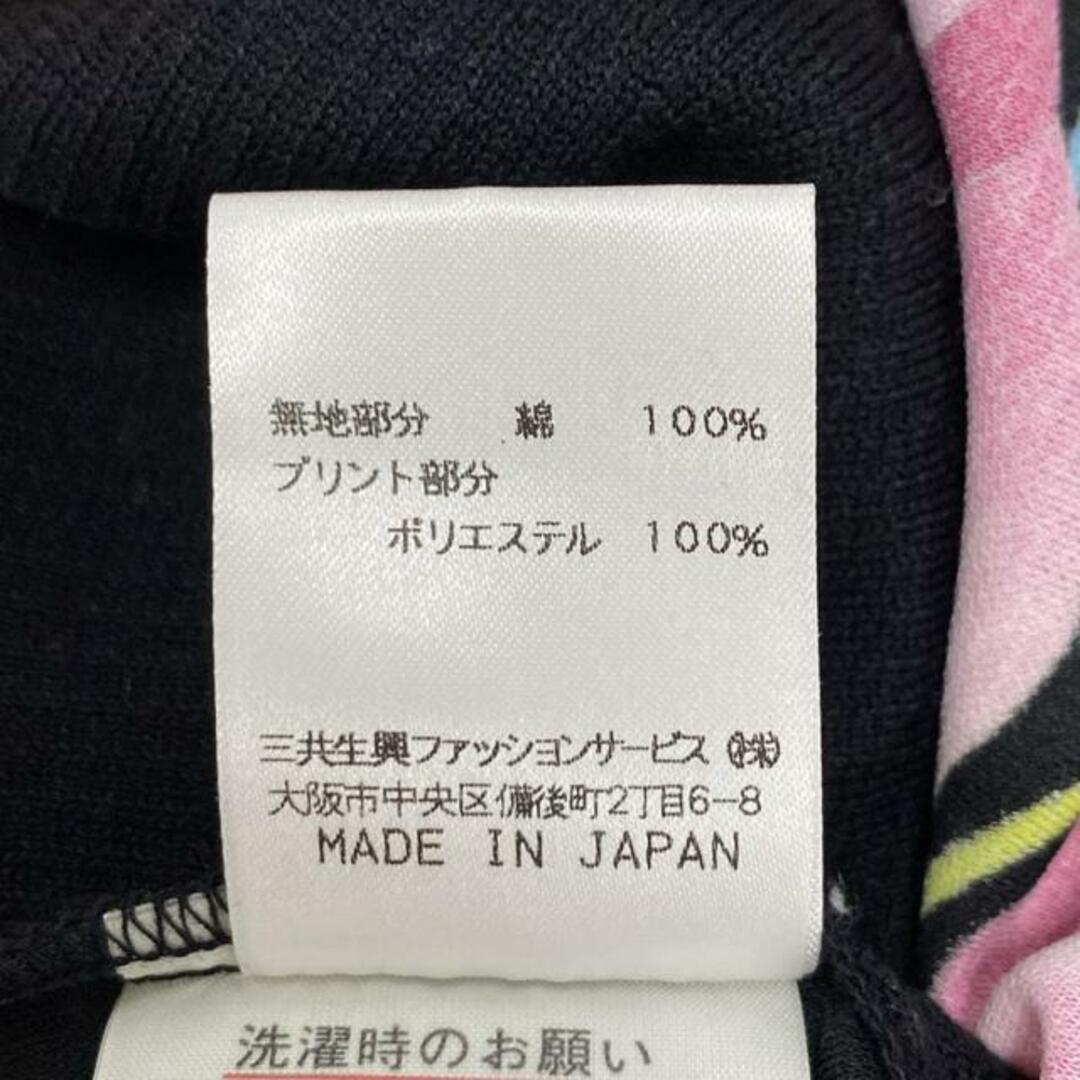 無地部分 綿 100%
プリント部分
ポリエステル 100%
三共生興ファッションサービス㈱
大阪市中央区備後町2丁目6-8
MADE IN JAPAN
洗濯時のお願い